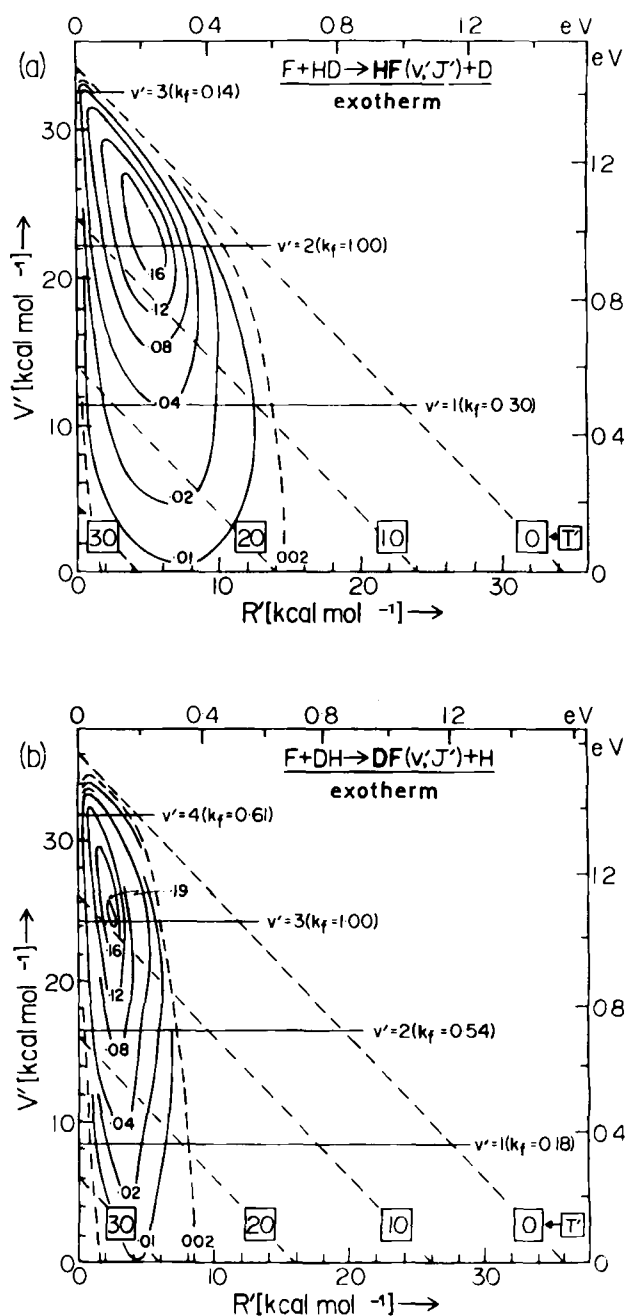 0 0.4 0.8 1.2 eV
(a)
F+HD→HF(v',J')+D
exotherm
eV
v'=3(kf=0.14)
30
1.2
v'=2(kf=1.00)
20
0.8
.16
.12
.08
V'[kcal mol⁻¹]→
v'=1(kf=0.30)
10
.04
0.4
.02
30 20 10 0 ←T'
.01 .002
0 0
0 10 20 30
R'[kcal mol⁻¹]→
0 0.4 0.8 1.2 eV
(b)
F+DH→DF(v',J')+H
exotherm
eV
v'=4(kf=0.61)
30
1.2
.19
v'=3(kf=1.00)
.16
20
.12
0.8
v'=2(kf=0.54)
.08
V'[kcal mol⁻¹]→
10
v'=1(kf=0.18)
0.4
.04
.02
30 20 10 0 ←T'
.01 .002
0 0
0 10 20 30
R'[kcal mol⁻¹]→